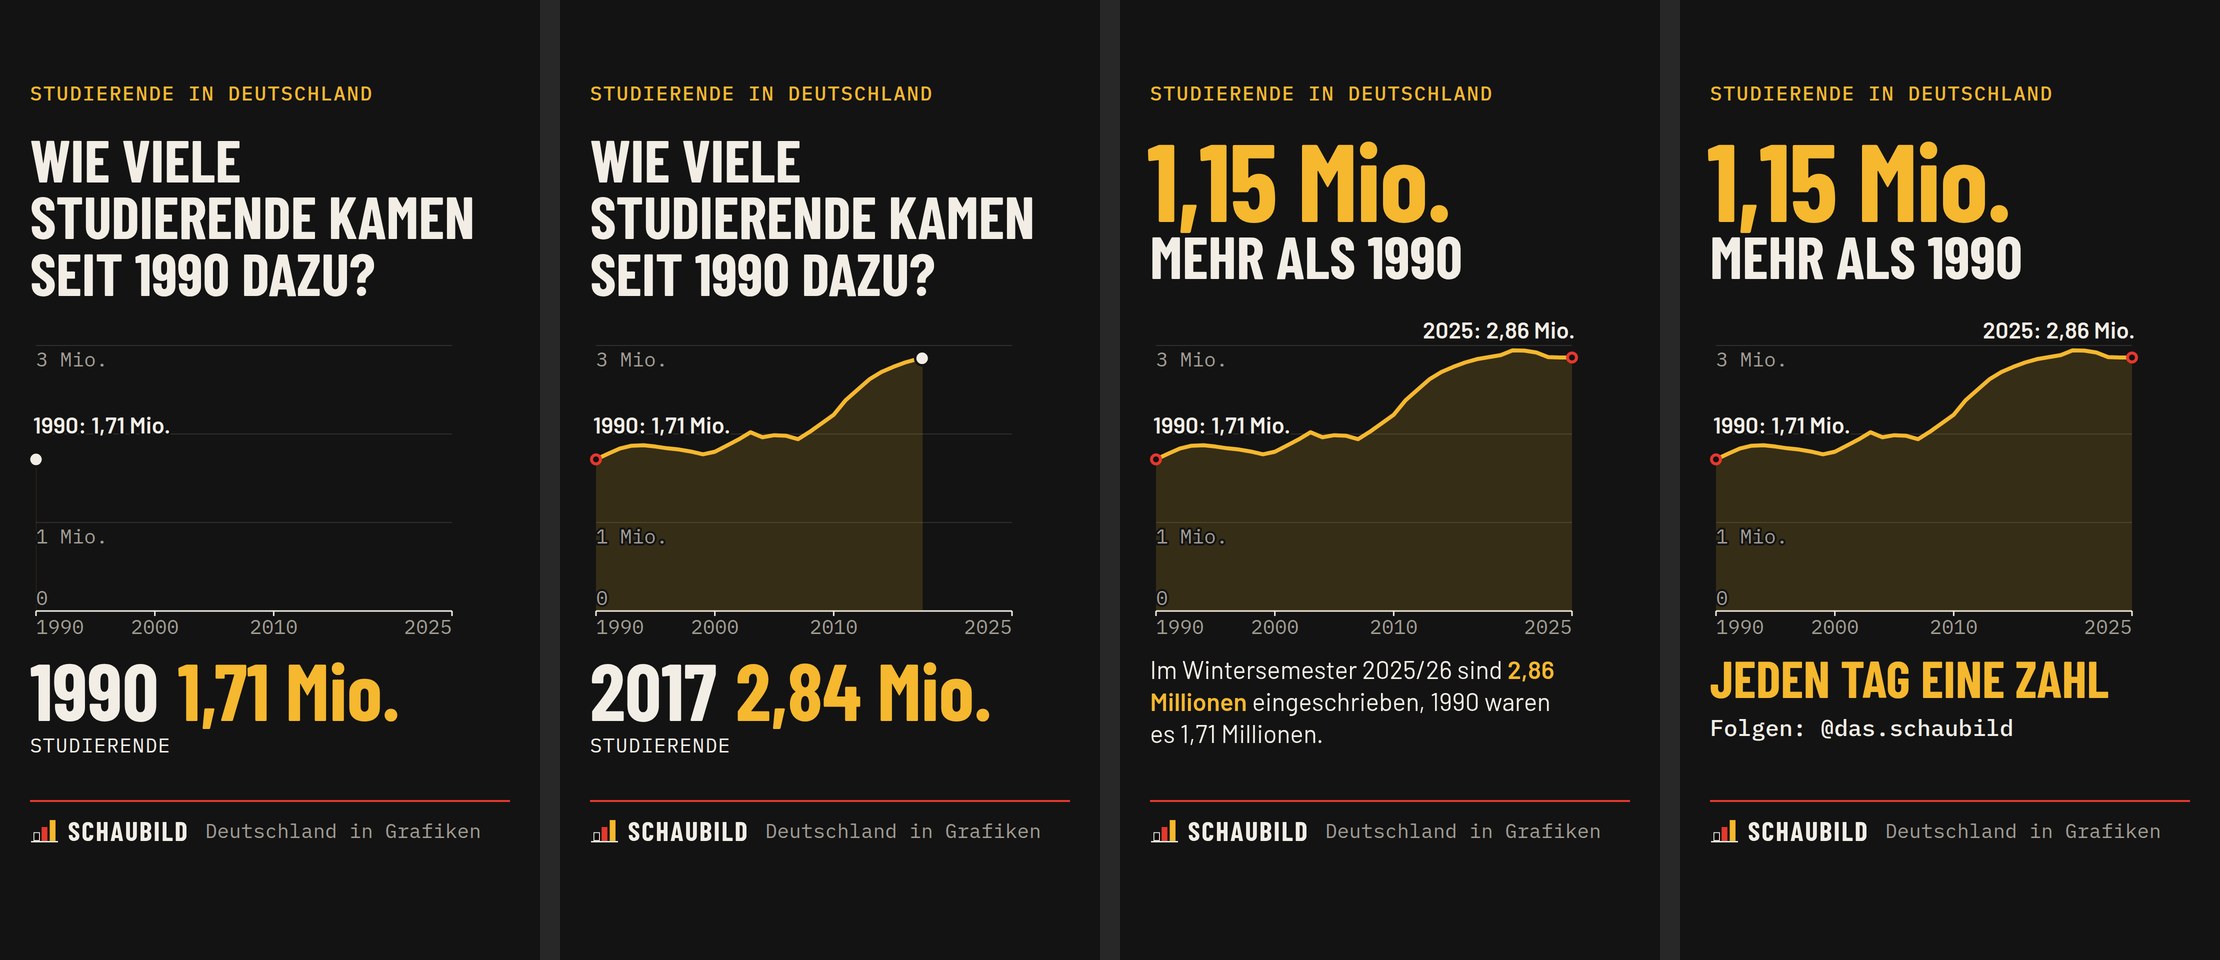 STUDIERENDE IN DEUTSCHLAND
WIE VIELE
STUDIERENDE KAMEN
SEIT 1990 DAZU?
3 Mio.
1990: 1,71 Mio.
1 Mio.
0
1990 2000 2010 2025
1990 1,71 Mio.
STUDIERENDE
SCHAUBILD Deutschland in Grafiken
STUDIERENDE IN DEUTSCHLAND
WIE VIELE
STUDIERENDE KAMEN
SEIT 1990 DAZU?
3 Mio.
1990: 1,71 Mio.
1 Mio.
0
1990 2000 2010 2025
2017 2,84 Mio.
STUDIERENDE
SCHAUBILD Deutschland in Grafiken
STUDIERENDE IN DEUTSCHLAND
1,15 Mio.
MEHR ALS 1990
2025: 2,86 Mio.
3 Mio.
1990: 1,71 Mio.
1 Mio.
0
1990 2000 2010 2025
Im Wintersemester 2025/26 sind 2,86
Millionen eingeschrieben, 1990 waren
es 1,71 Millionen.
SCHAUBILD Deutschland in Grafiken
STUDIERENDE IN DEUTSCHLAND
1,15 Mio.
MEHR ALS 1990
2025: 2,86 Mio.
3 Mio.
1990: 1,71 Mio.
1 Mio.
0
1990 2000 2010 2025
JEDEN TAG EINE ZAHL
Folgen: @das.schaubild
SCHAUBILD Deutschland in Grafiken